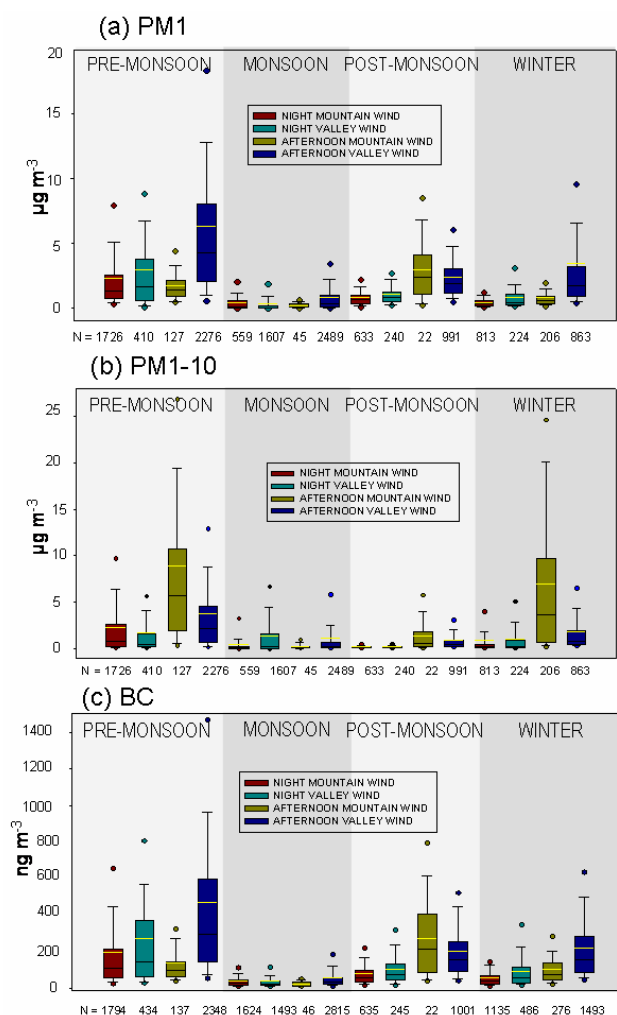 (a) PM1
20
15
10
5
0
µg m-3
PRE-MONSOON MONSOON POST-MONSOON WINTER
NIGHT MOUNTAIN WIND
NIGHT VALLEY WIND
AFTERNOON MOUNTAIN WIND
AFTERNOON VALLEY WIND
N = 1726 410 127 2276 559 1607 45 2489 633 240 22 991 813 224 206 863
(b) PM1-10
25
20
15
10
5
0
µg m-3
PRE-MONSOON MONSOON POST-MONSOON WINTER
NIGHT MOUNTAIN WIND
NIGHT VALLEY WIND
AFTERNOON MOUNTAIN WIND
AFTERNOON VALLEY WIND
N = 1726 410 127 2276 559 1607 45 2489 633 240 22 991 813 224 206 863
(c) BC
1400
1200
1000
800
600
400
200
0
ng m-3
PRE-MONSOON MONSOON POST-MONSOON WINTER
NIGHT MOUNTAIN WIND
NIGHT VALLEY WIND
AFTERNOON MOUNTAIN WIND
AFTERNOON VALLEY WIND
N = 1794 434 137 2348 1624 1493 46 2815 635 245 22 1001 1135 486 276 1493